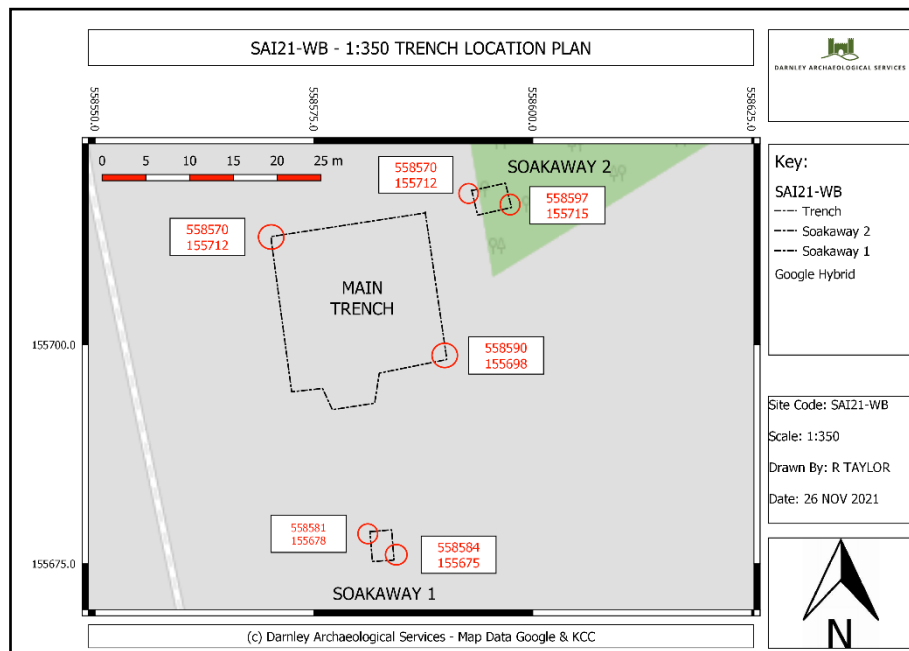 SAI21-WB - 1:350 TRENCH LOCATION PLAN
DARNLEY ARCHAEOLOGICAL SERVICES
558550.0
558575.0
558600.0
558625.0
0 5 10 15 20 25 m
558570
155712
SOAKAWAY 2
558597
155715
558570
155712
MAIN
TRENCH
155700.0
558590
155698
558581
155678
558584
155675
155675.0
SOAKAWAY 1
Key:
SAI21-WB
Trench
Soakaway 2
Soakaway 1
Google Hybrid
Site Code: SAI21-WB
Scale: 1:350
Drawn By: R TAYLOR
Date: 26 NOV 2021
N
(c) Darnley Archaeological Services - Map Data Google & KCC